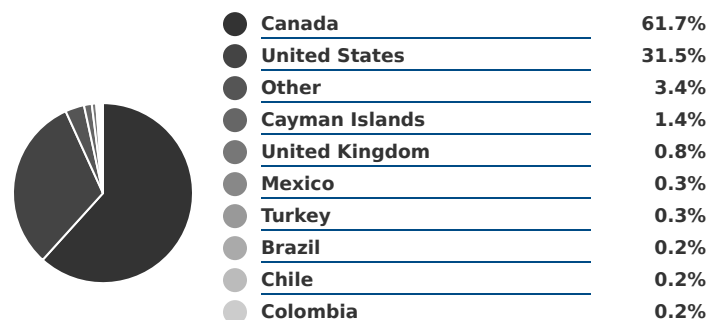 Canada 61.7%
United States 31.5%
Other 3.4%
Cayman Islands 1.4%
United Kingdom 0.8%
Mexico 0.3%
Turkey 0.3%
Brazil 0.2%
Chile 0.2%
Colombia 0.2%